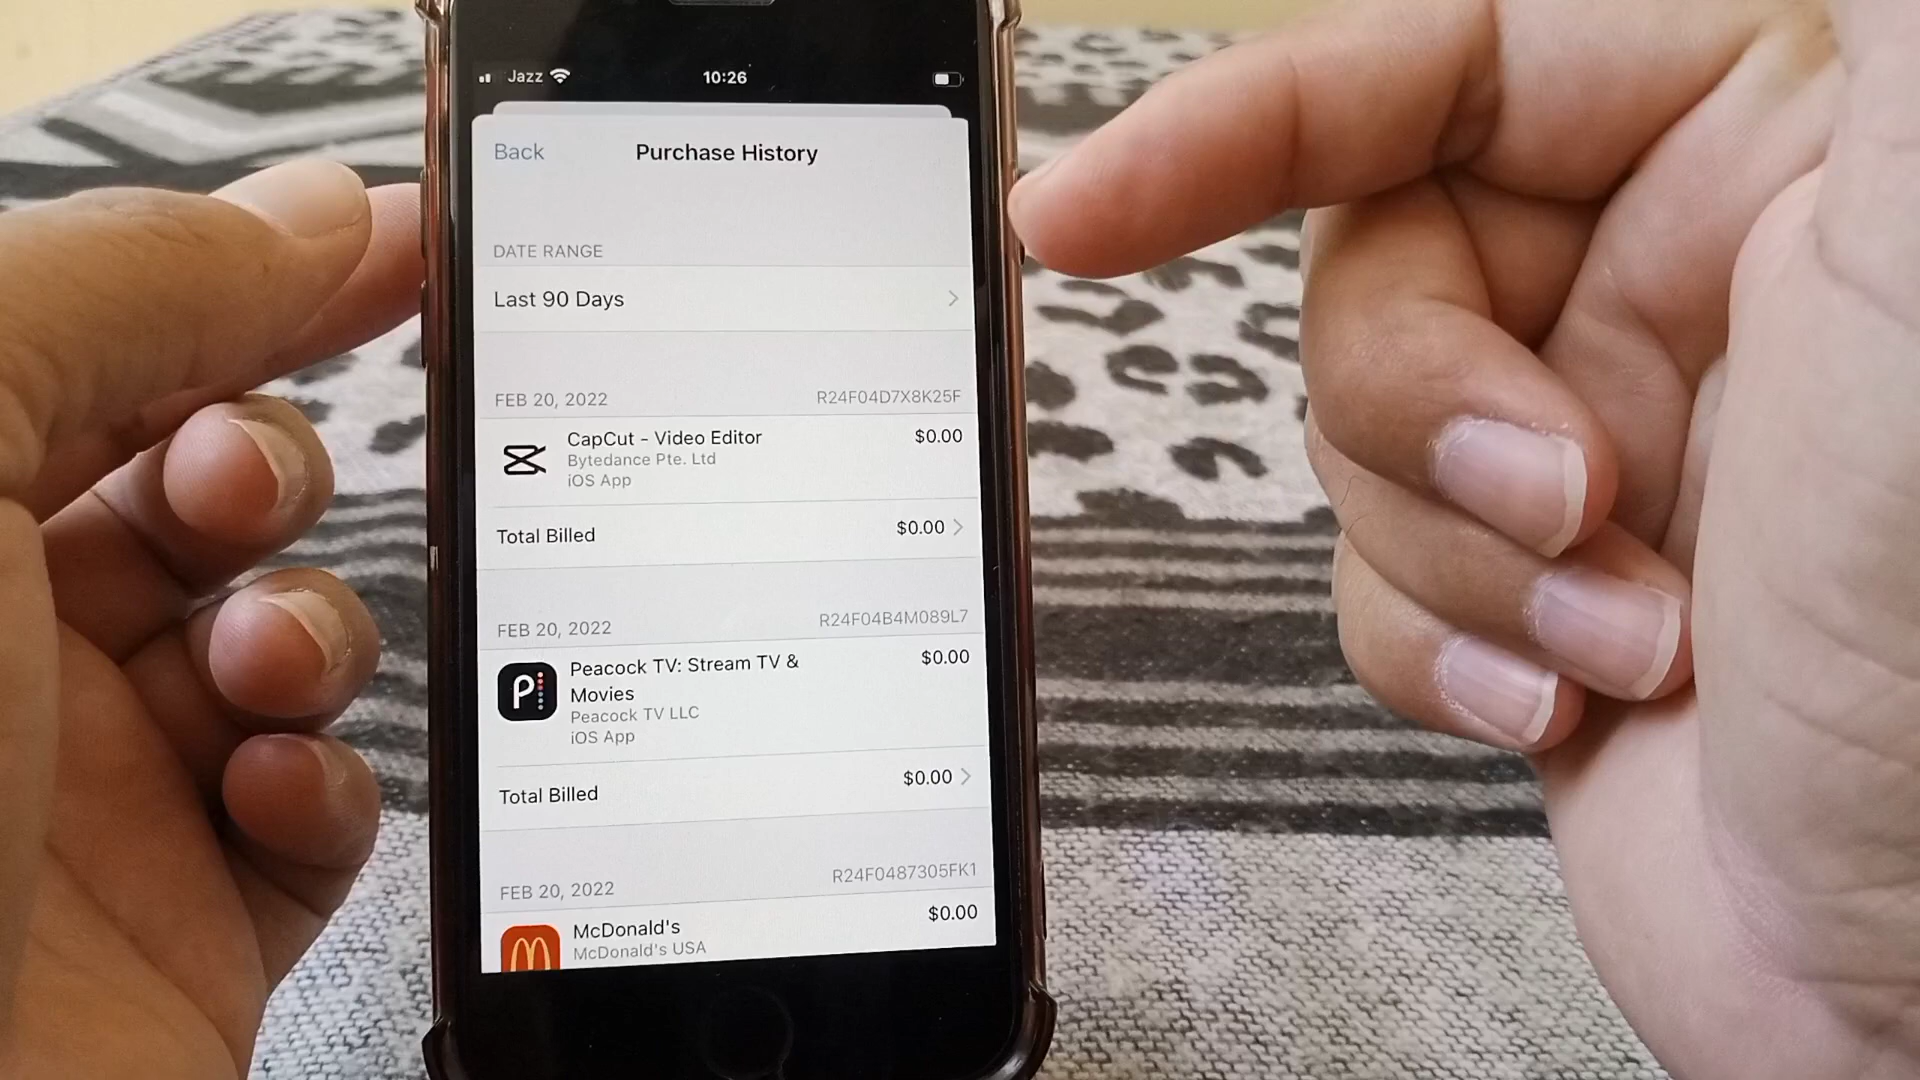 Jazz 10:26
Back Purchase History
DATE RANGE
Last 90 Days
FEB 20, 2022 R24F04D7X8K25F
CapCut - Video Editor $0.00
Bytedance Pte. Ltd
iOS App
Total Billed $0.00
FEB 20, 2022 R24F04B4M089L7
Peacock TV: Stream TV & $0.00
Movies
Peacock TV LLC
iOS App
Total Billed $0.00
FEB 20, 2022 R24F0487305FK1
McDonald's $0.00
McDonald's USA